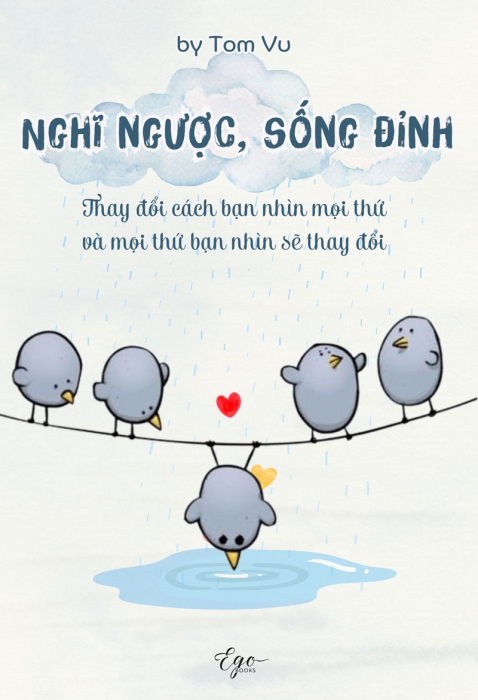 by Tom Vu
NGHĨ NGƯỢC, SỐNG ĐỈNH
Thay đổi cách bạn nhìn mọi thứ
và mọi thứ bạn nhìn sẽ thay đổi
Ego
BOOKS